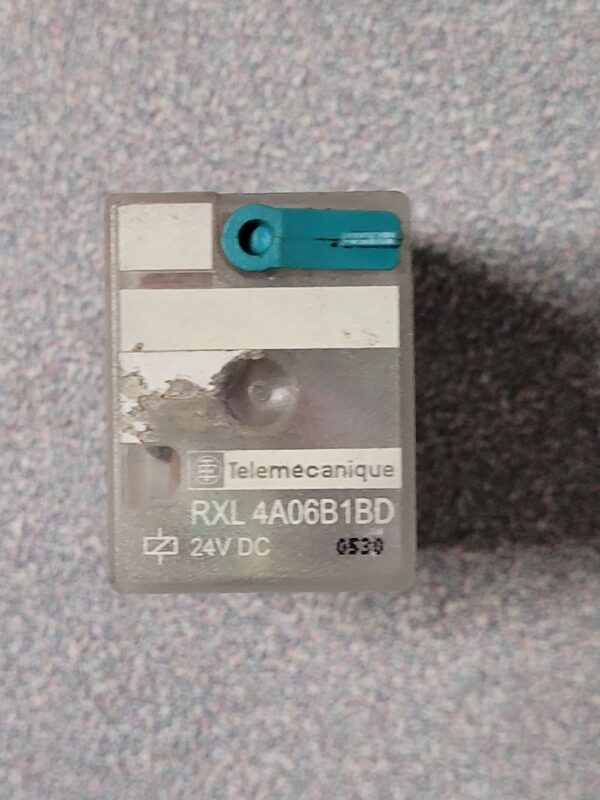 Telemecanique
RXL 4A06B1BD
24V DC 0530